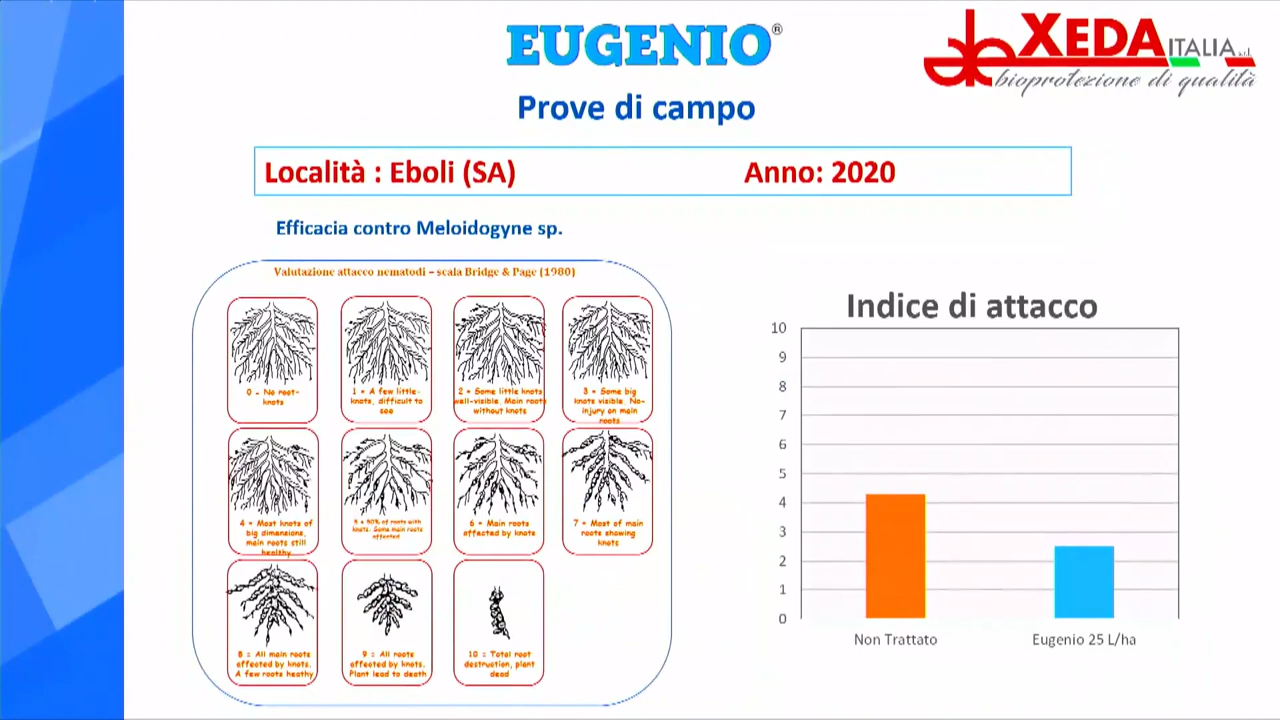 EUGENIO®
XEDA ITALIA s.r.l.
bioprotezione di qualità
Prove di campo
Località : Eboli (SA) Anno: 2020
Efficacia contro Meloidogyne sp.
Valutazione attacco nematodi – scala Bridge & Page (1980)
0 - No root-
knots
1 = A few little
knots, difficult to
see
2 = Some little knots
well-visible. Main roots
without knots
3 = Some big
knots visible. No-
injury on main
roots
4 = Most knots of
big dimensions,
main roots still
healthy
5 = 50% of roots with
knots. Some main roots
affected
6 = Main roots
affected by knots
7 = Most of main
roots showing
knots
8 = All main roots
affected by knots.
A few roots heathy
9 = All roots
affected by knots.
Plant lead to death
10 = Total root
destruction, plant
dead
Indice di attacco
10
9
8
7
6
5
4
3
2
1
0
Non Trattato Eugenio 25 L/ha